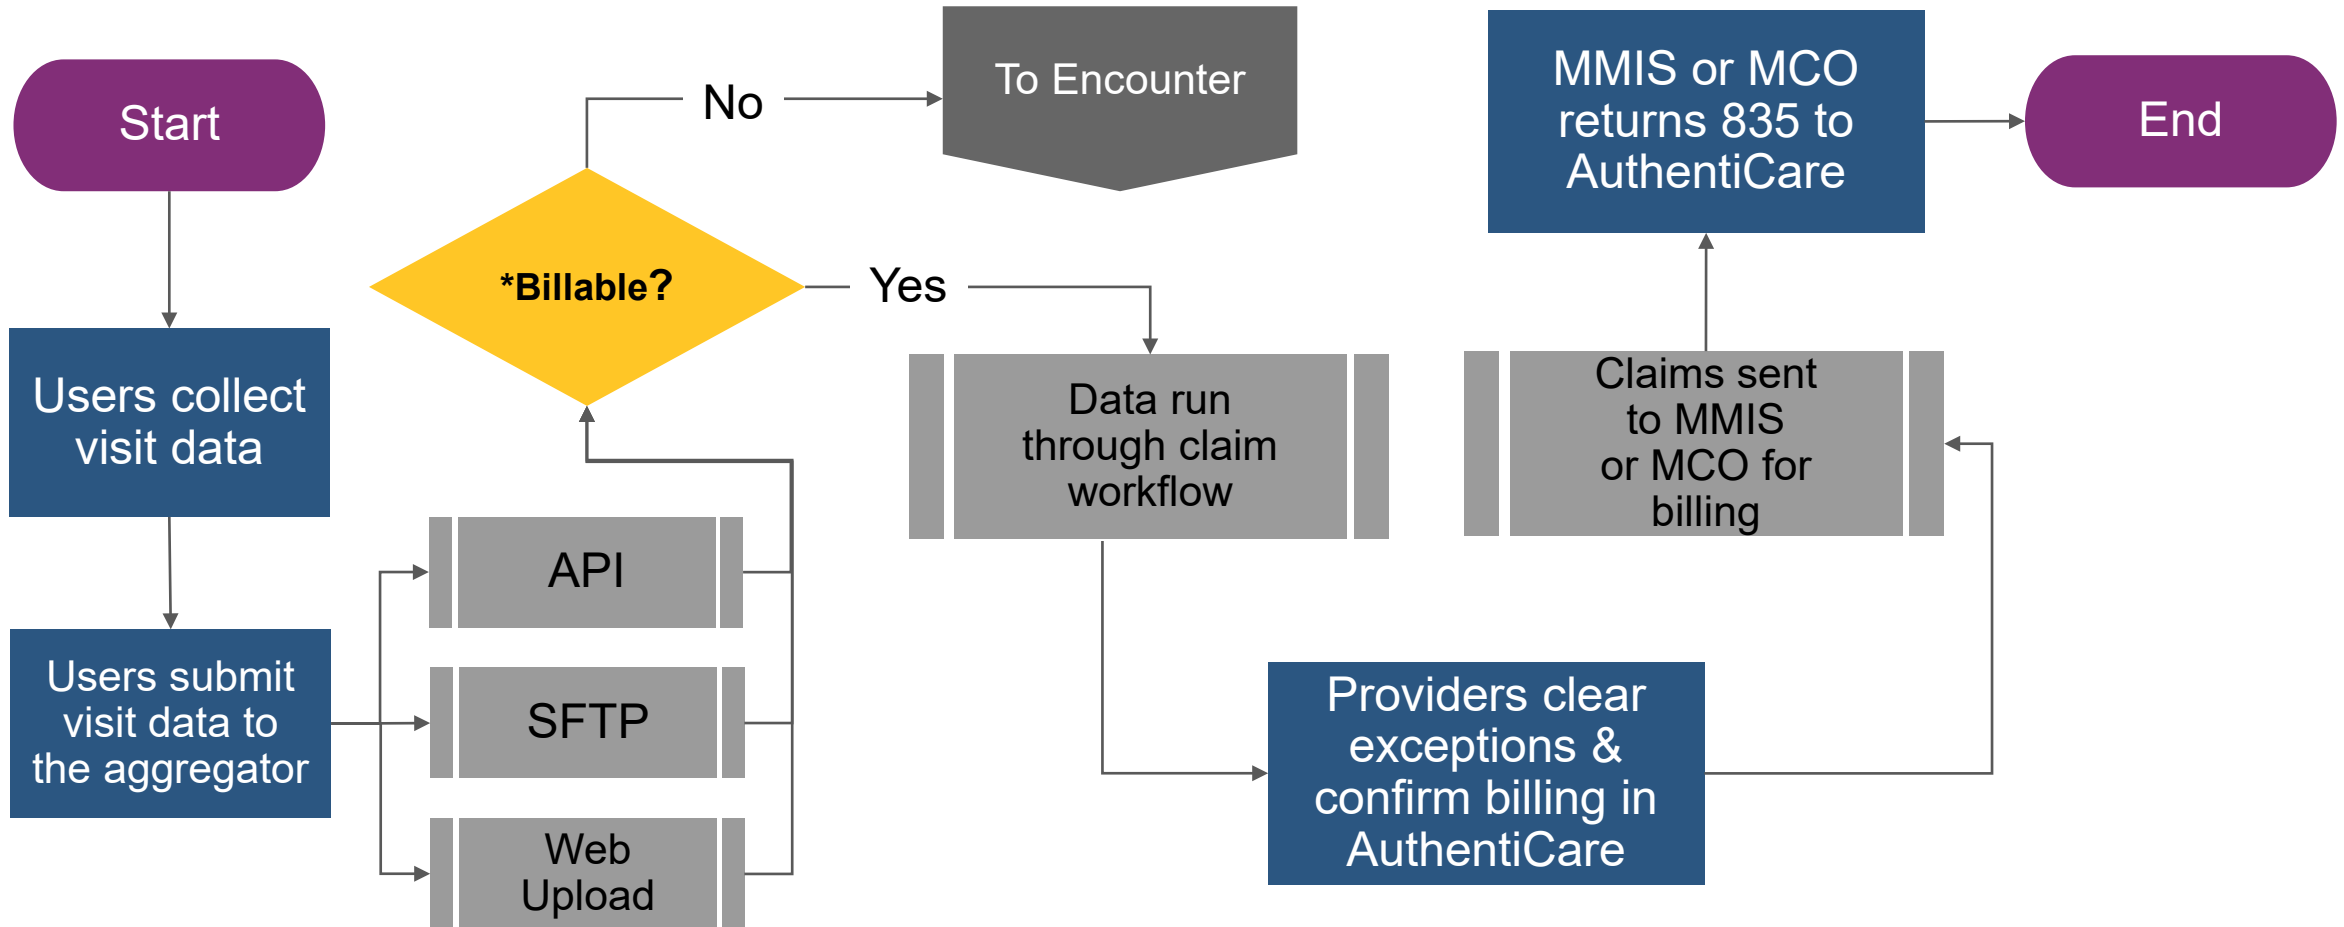 Start
Users collect
visit data
Users submit
visit data to
the aggregator
API
SFTP
Web
Upload
*Billable?
No
To Encounter
Yes
Data run
through claim
workflow
Providers clear
exceptions &
confirm billing in
AuthentiCare
Claims sent
to MMIS
or MCO for
billing
MMIS or MCO
returns 835 to
AuthentiCare
End